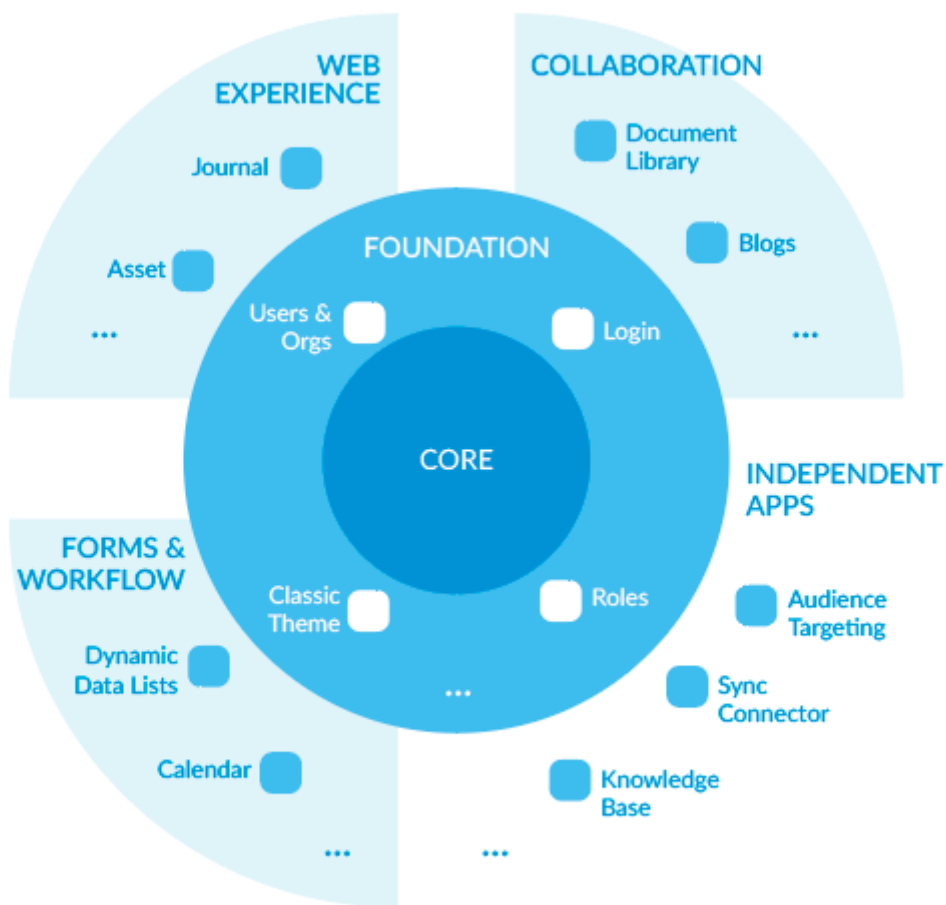 WEB
EXPERIENCE
Journal
Asset
...
COLLABORATION
Document
Library
Blogs
...
FOUNDATION
Users &
Orgs
Login
CORE
Classic
Theme
Roles
...
FORMS &
WORKFLOW
Dynamic
Data Lists
Calendar
...
INDEPENDENT
APPS
Audience
Targeting
Sync
Connector
Knowledge
Base
...